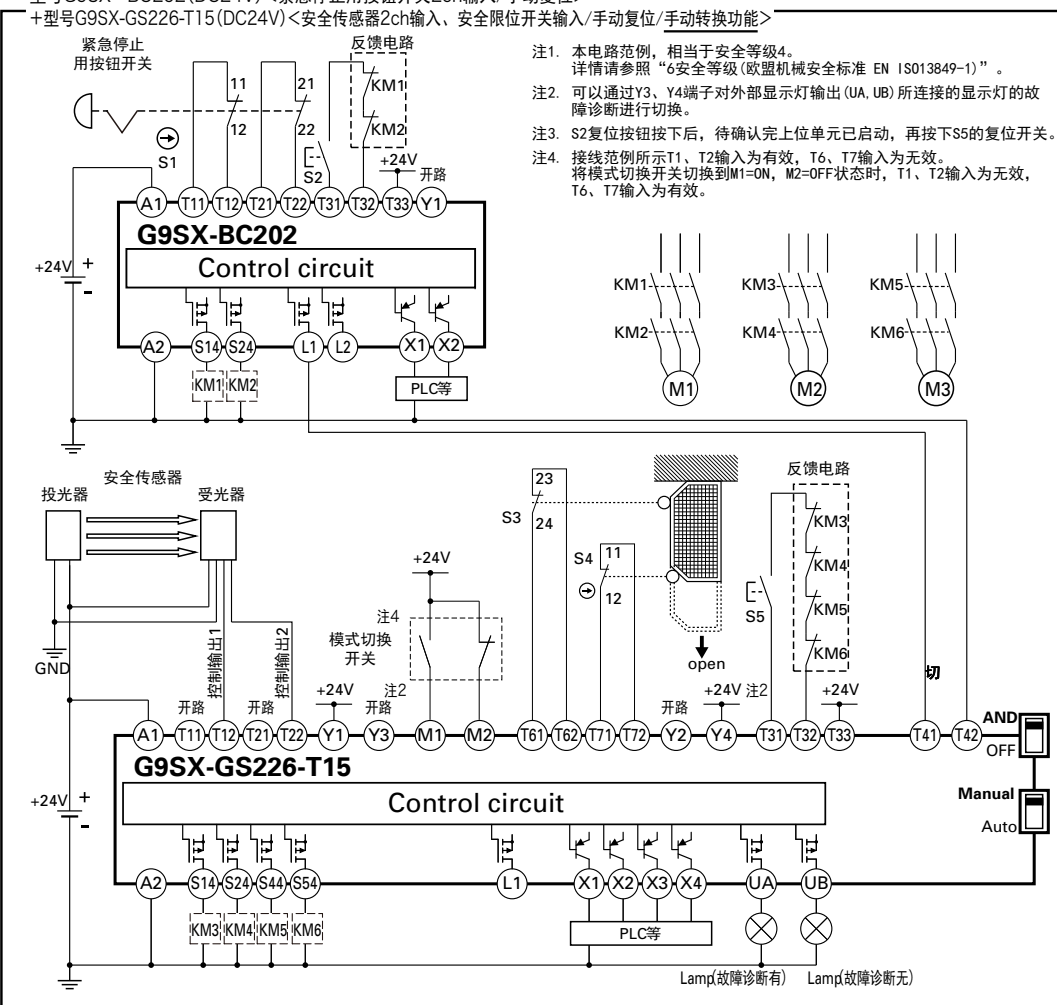 +型号G9SX-GS226-T15(DC24V)<安全传感器2ch输入、安全限位开关输入/手动复位/手动转换功能>
紧急停止
用按钮开关
反馈电路
注1. 本电路范例，相当于安全等级4。
详情请参照“6安全等级(欧盟机械安全标准 EN ISO13849-1)”。
注2. 可以通过Y3、Y4端子对外部显示灯输出(UA,UB)所连接的显示灯的故
障诊断进行切换。
注3. S2复位按钮按下后，待确认完上位单元已启动，再按下S5的复位开关。
注4. 接线范例所示T1、T2输入为有效，T6、T7输入为无效。
将模式切换开关切换到M1=ON，M2=OFF状态时，T1、T2输入为无效，
T6、T7输入为有效。
11
21
KM1
12
22
KM2
S1
S2
+24V
开路
A1 T11 T12 T21 T22 T31 T32 T33 Y1
G9SX-BC202
Control circuit
+24V
+
-
A2 S14 S24 L1 L2 X1 X2
KM1 KM2
PLC等
KM1 KM3 KM5
KM2 KM4 KM6
M1 M2 M3
安全传感器
投光器 受光器
GND
控制输出1
控制输出2
+24V
注4
模式切换
开关
S3
23
24
S4
11
12
open
反馈电路
KM3
KM4
KM5
KM6
S5
切
开路 开路 +24V 开路 注2 开路 +24V 注2 +24V
A1 T11 T12 T21 T22 Y1 Y3 M1 M2 T61 T62 T71 T72 Y2 Y4 T31 T32 T33 T41 T42
AND
OFF
G9SX-GS226-T15
Control circuit
Manual
Auto
+24V
+
-
A2 S14 S24 S44 S54 L1 X1 X2 X3 X4 UA UB
KM3 KM4 KM5 KM6
PLC等
Lamp(故障诊断有) Lamp(故障诊断无)